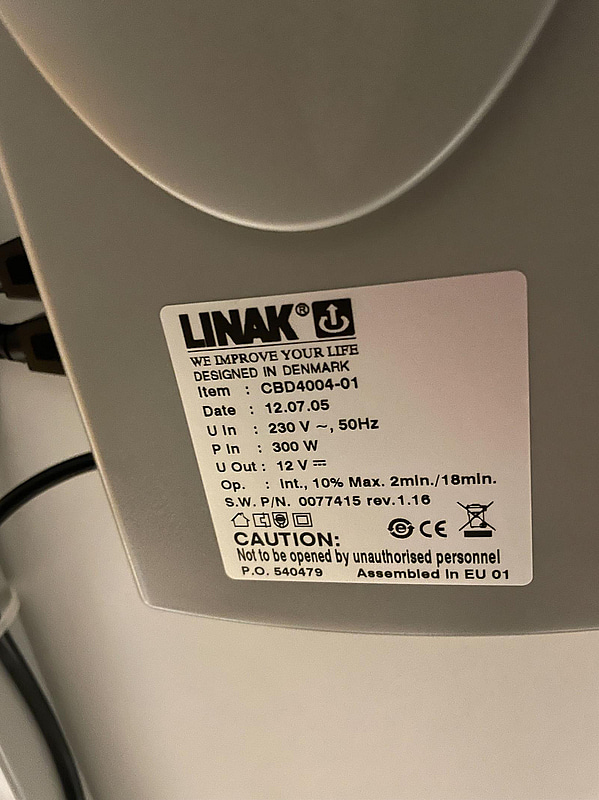 LINAK®
WE IMPROVE YOUR LIFE
DESIGNED IN DENMARK
Item : CBD4004-01
Date : 12.07.05
U In : 230 V ~, 50Hz
P In : 300 W
U Out : 12 V ⎓
Op. : Int., 10% Max. 2min./18min.
S.W. P/N. 0077415 rev.1.16
CE
CAUTION:
Not to be opened by unauthorised personnel
P.O. 540479 Assembled in EU 01